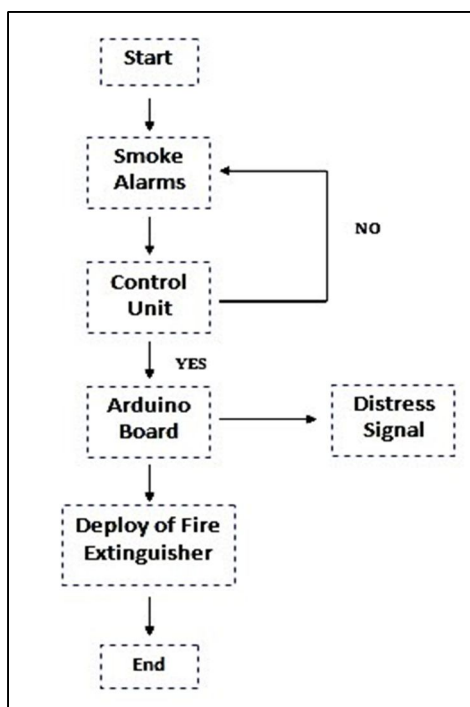 Start
Smoke
Alarms
NO
Control
Unit
YES
Arduino
Board
Distress
Signal
Deploy of Fire
Extinguisher
End